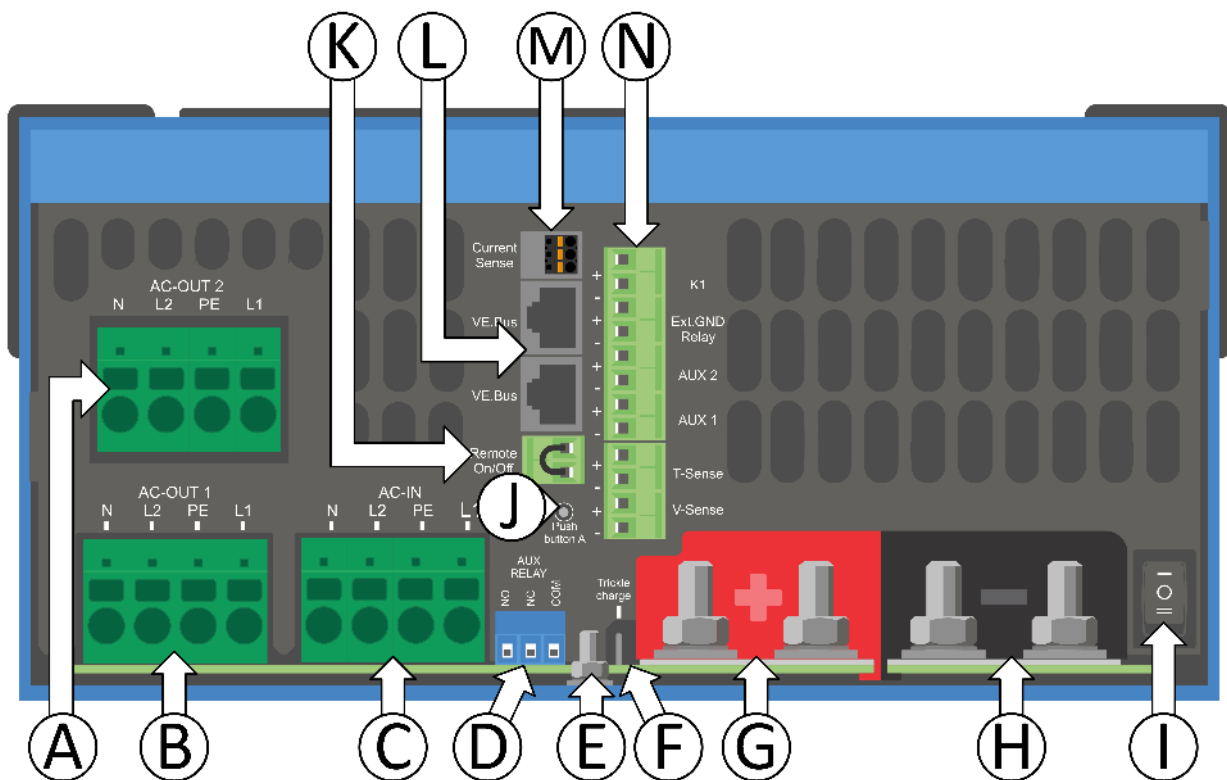 K L M N
Current
Sense
AC-OUT 2
N L2 PE L1
+
K1
-
VE.Bus
+
Ext.GND
Relay
-
+
AUX 2
-
VE.Bus
+
AUX 1
-
Remote
On/Off
+
T-Sense
-
AC-OUT 1
N L2 PE L1
AC-IN
N L2 PE L1
J
+
V-Sense
-
Push
button A
AUX
RELAY
NO NC COM
Trickle
charge
+
-
I
O
II
A B C D E F G H I